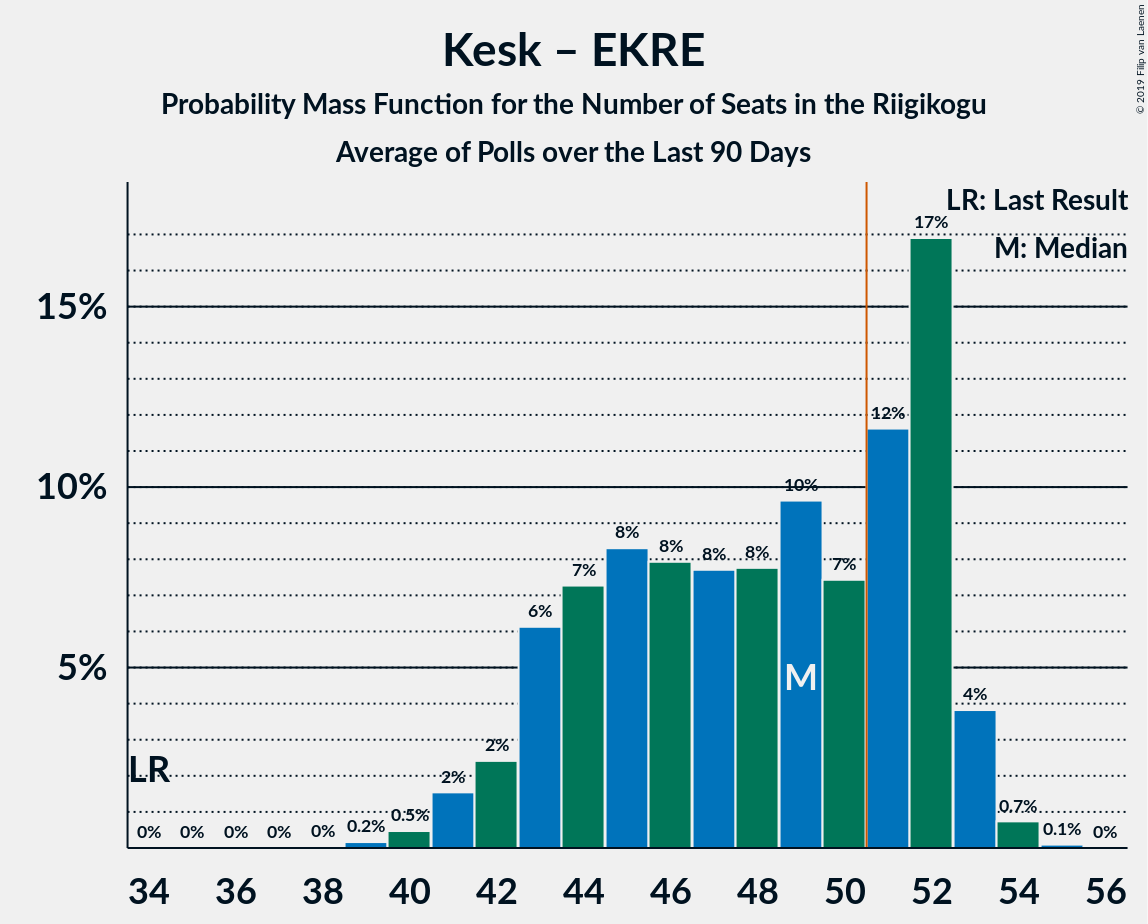 Kesk – EKRE
Probability Mass Function for the Number of Seats in the Riigikogu
Average of Polls over the Last 90 Days
© 2019 Filip van Laenen
LR: Last Result
M: Median
15%
10%
5%
0% 0% 0% 0% 0% 0.2% 0.5% 2% 2% 6% 7% 8% 8% 8% 8% 10% 7% 12% 17% 4% 0.7% 0.1% 0%
M
LR
34 36 38 40 42 44 46 48 50 52 54 56